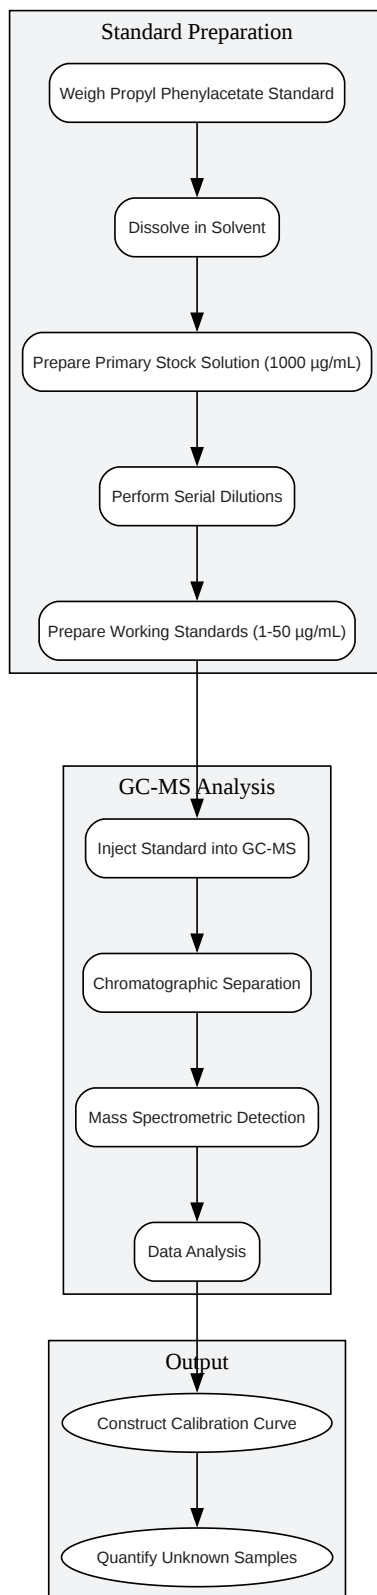 Standard Preparation
Weigh Propyl Phenylacetate Standard
Dissolve in Solvent
Prepare Primary Stock Solution (1000 µg/mL)
Perform Serial Dilutions
Prepare Working Standards (1-50 µg/mL)
GC-MS Analysis
Inject Standard into GC-MS
Chromatographic Separation
Mass Spectrometric Detection
Data Analysis
Output
Construct Calibration Curve
Quantify Unknown Samples